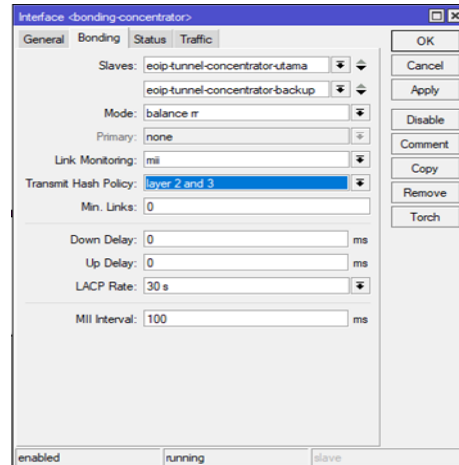 Interface <bonding-concentrator>
General Bonding Status Traffic
Slaves: eoip-tunnel-concentrator-utama
eoip-tunnel-concentrator-backup
Mode: balance rr
Primary: none
Link Monitoring: mii
Transmit Hash Policy: layer 2 and 3
Min. Links: 0
Down Delay: 0 ms
Up Delay: 0 ms
LACP Rate: 30 s
MII Interval: 100 ms
OK
Cancel
Apply
Disable
Comment
Copy
Remove
Torch
enabled running slave